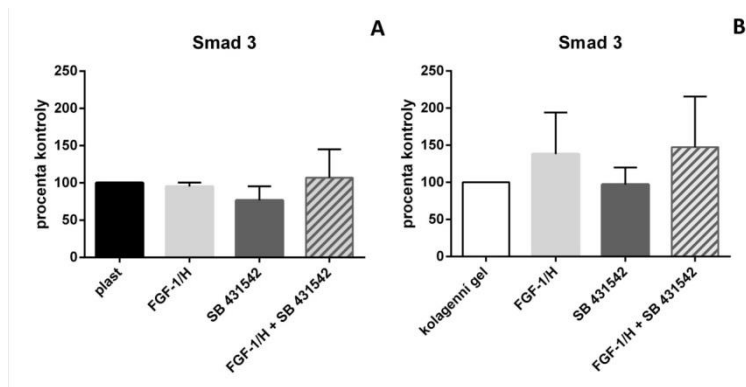 A
Smad 3
procenta kontroly
250
200
150
100
50
0
plast
FGF-1/H
SB 431542
FGF-1/H + SB 431542
B
Smad 3
procenta kontroly
250
200
150
100
50
0
kolagenní gel
FGF-1/H
SB 431542
FGF-1/H + SB 431542